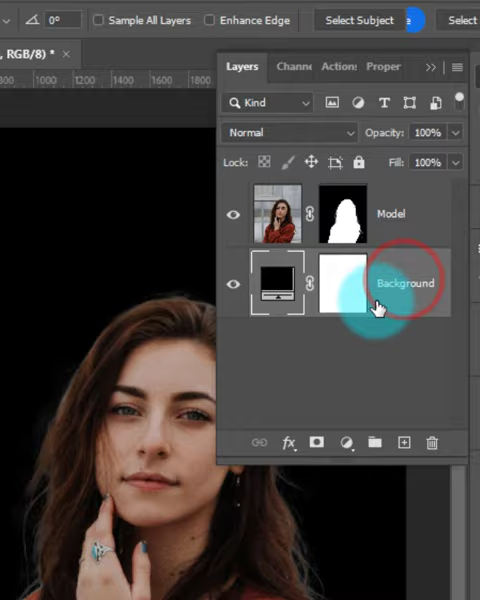 0° Sample All Layers Enhance Edge Select Subject Select
, RGB/8) * ×
1000 1200 1400 1600 1800
Layers Channe Action: Proper
Kind
Normal Opacity: 100%
Lock: Fill: 100%
Model
Background
fx